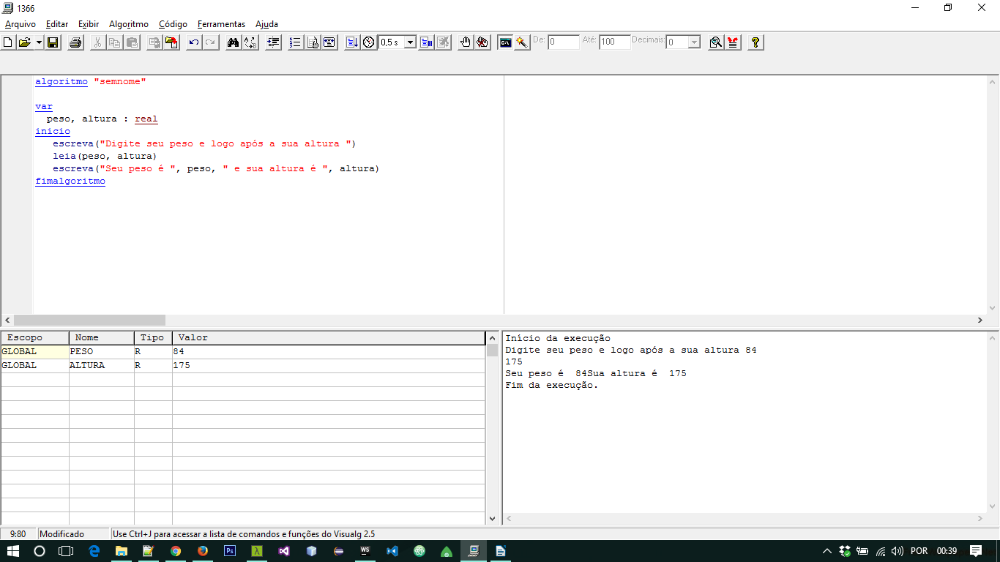 1366
Arquivo Editar Exibir Algoritmo Código Ferramentas Ajuda
0,5 s De: 0 Até: 100 Decimais: 0
algoritmo "semnome"
var
peso, altura : real
inicio
escreva("Digite seu peso e logo após a sua altura ")
leia(peso, altura)
escreva("Seu peso é ", peso, " e sua altura é ", altura)
fimalgoritmo
Escopo Nome Tipo Valor
GLOBAL PESO R 84
GLOBAL ALTURA R 175
Início da execução
Digite seu peso e logo após a sua altura 84
175
Seu peso é  84Sua altura é  175
Fim da execução.
9:80 Modificado Use Ctrl+J para acessar a lista de comandos e funções do Visualg 2.5
Ps WS POR 00:39